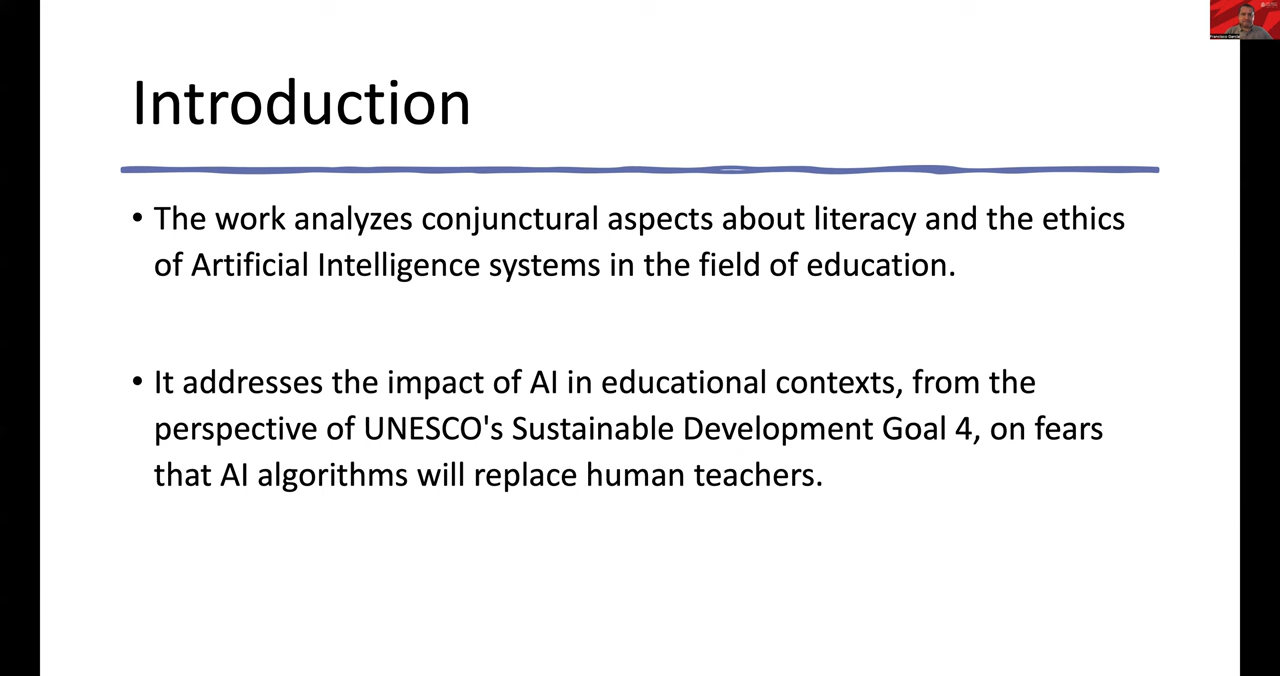 Introduction
• The work analyzes conjunctural aspects about literacy and the ethics
of Artificial Intelligence systems in the field of education.
• It addresses the impact of AI in educational contexts, from the
perspective of UNESCO's Sustainable Development Goal 4, on fears
that AI algorithms will replace human teachers.
Francisco Garcia